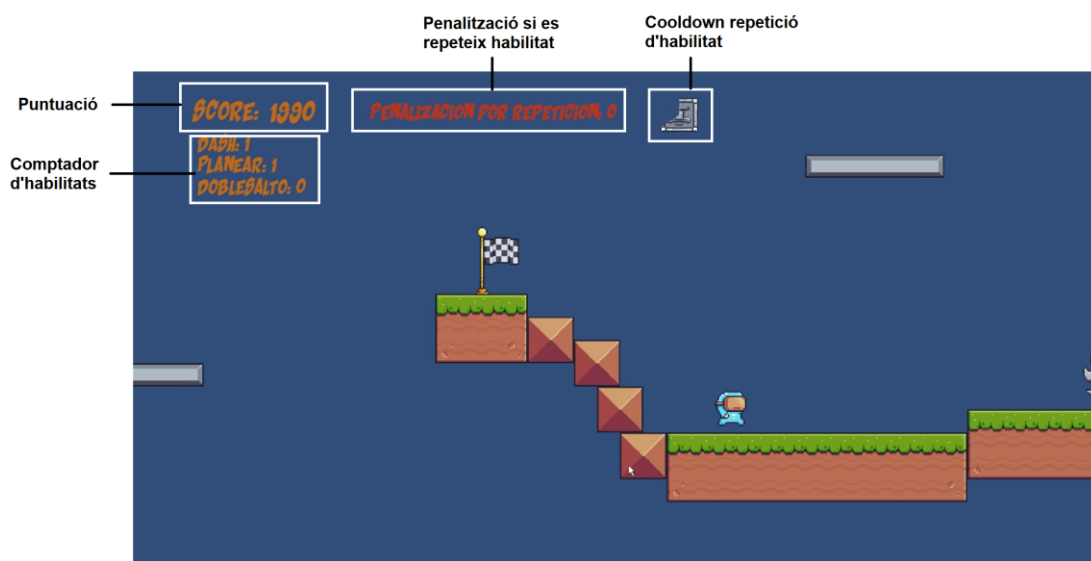 Penalització si es
repeteix habilitat
Cooldown repetició
d'habilitat
Puntuació
SCORE: 1990
PENALIZACION POR REPETICION: 0
Comptador
d'habilitats
DASH: 1
PLANEAR: 1
DOBLESALTO: 0